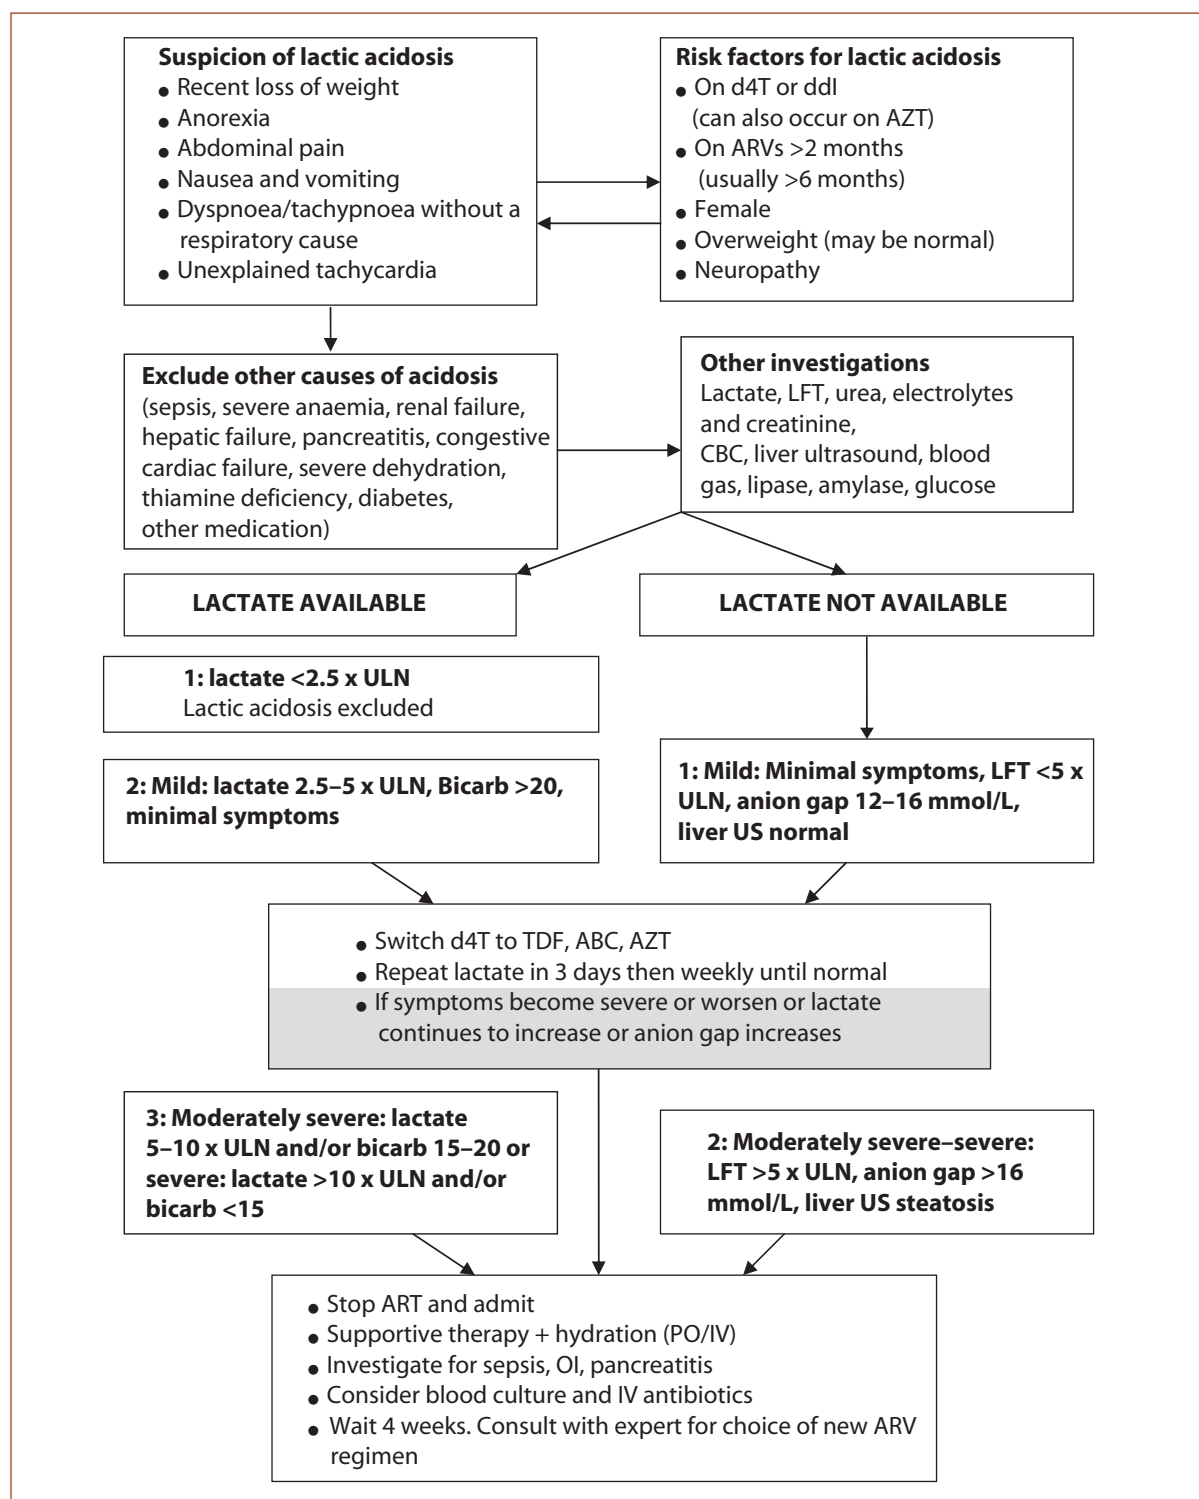 Suspicion of lactic acidosis
● Recent loss of weight
● Anorexia
● Abdominal pain
● Nausea and vomiting
● Dyspnoea/tachypnoea without a
respiratory cause
● Unexplained tachycardia
Risk factors for lactic acidosis
● On d4T or ddI
(can also occur on AZT)
● On ARVs >2 months
(usually >6 months)
● Female
● Overweight (may be normal)
● Neuropathy
Exclude other causes of acidosis
(sepsis, severe anaemia, renal failure,
hepatic failure, pancreatitis, congestive
cardiac failure, severe dehydration,
thiamine deficiency, diabetes,
other medication)
Other investigations
Lactate, LFT, urea, electrolytes
and creatinine,
CBC, liver ultrasound, blood
gas, lipase, amylase, glucose
LACTATE AVAILABLE
LACTATE NOT AVAILABLE
1: lactate <2.5 x ULN
Lactic acidosis excluded
2: Mild: lactate 2.5–5 x ULN, Bicarb >20,
minimal symptoms
1: Mild: Minimal symptoms, LFT <5 x
ULN, anion gap 12–16 mmol/L,
liver US normal
● Switch d4T to TDF, ABC, AZT
● Repeat lactate in 3 days then weekly until normal
● If symptoms become severe or worsen or lactate
continues to increase or anion gap increases
3: Moderately severe: lactate
5–10 x ULN and/or bicarb 15–20 or
severe: lactate >10 x ULN and/or
bicarb <15
2: Moderately severe–severe:
LFT >5 x ULN, anion gap >16
mmol/L, liver US steatosis
● Stop ART and admit
● Supportive therapy + hydration (PO/IV)
● Investigate for sepsis, OI, pancreatitis
● Consider blood culture and IV antibiotics
● Wait 4 weeks. Consult with expert for choice of new ARV
regimen